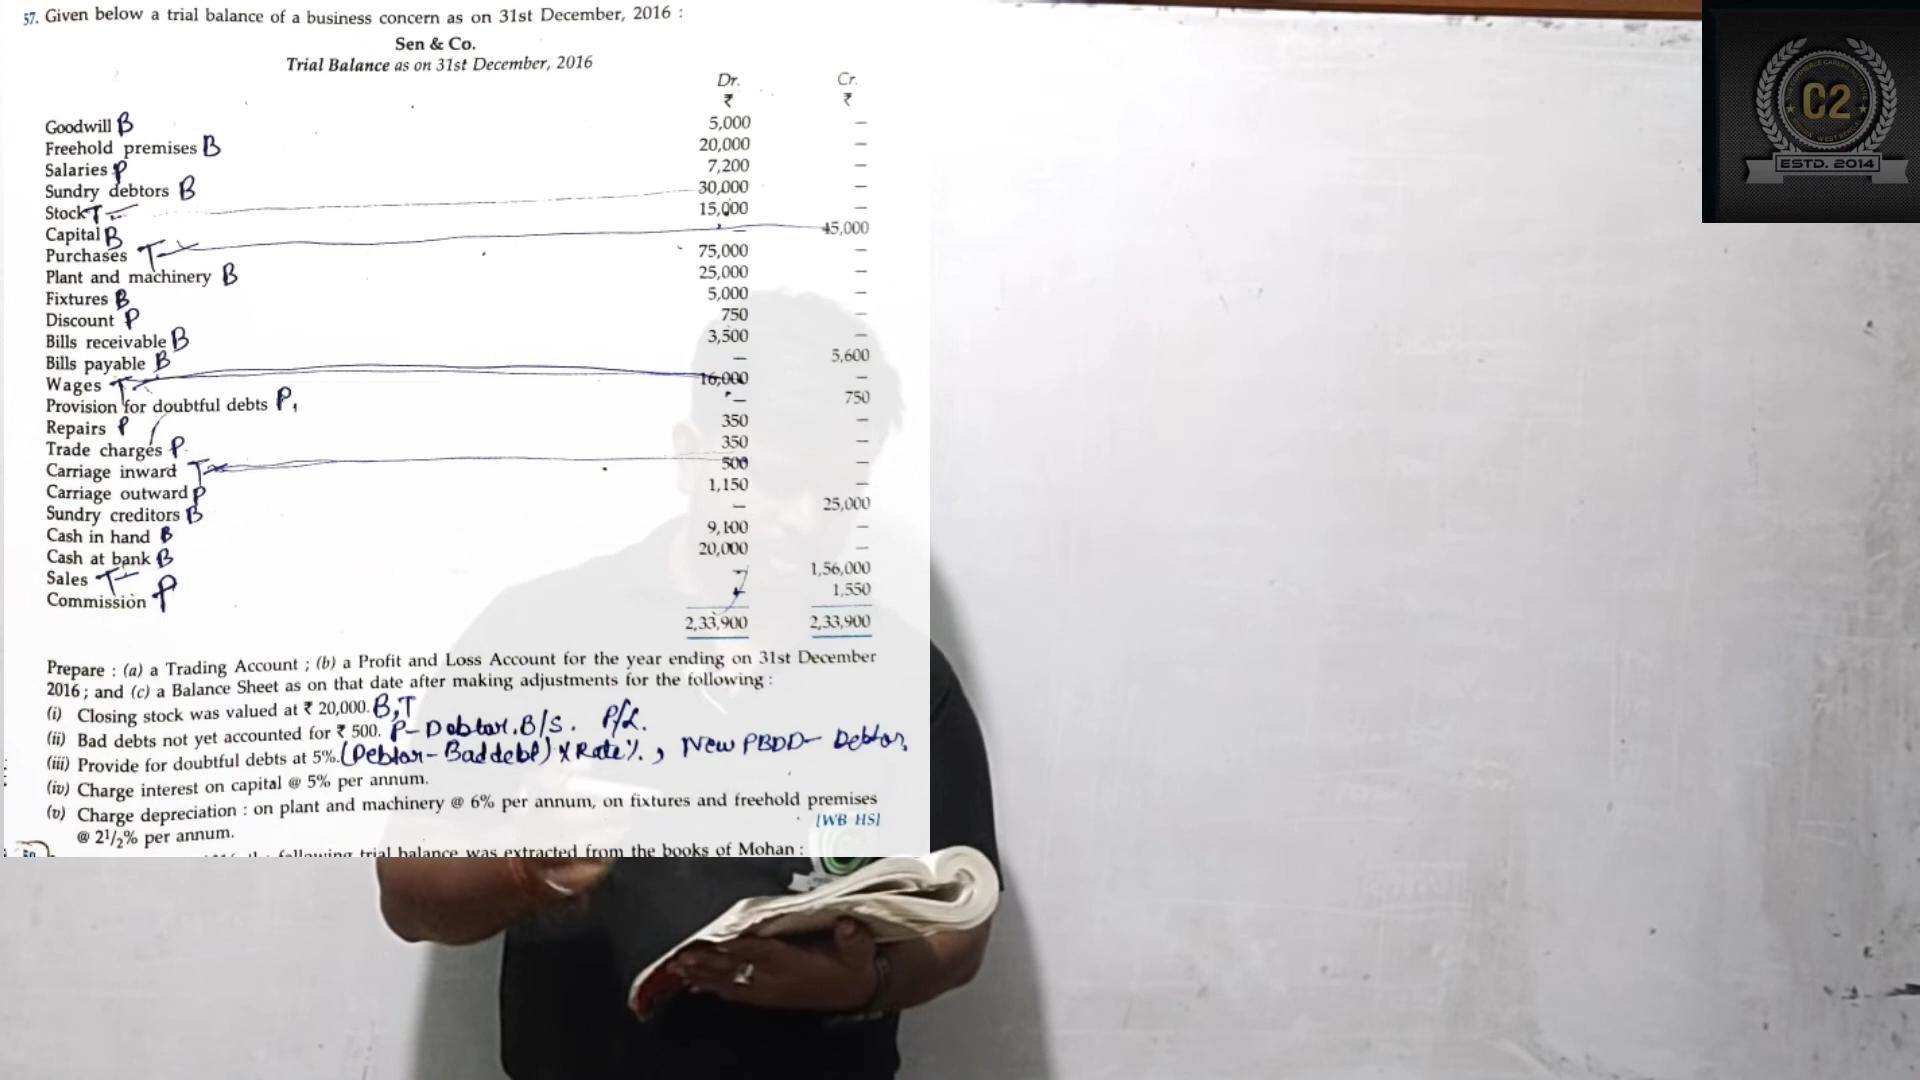 57. Given below a trial balance of a business concern as on 31st December, 2016 :
Sen & Co.
Trial Balance as on 31st December, 2016
Dr. Cr.
₹ ₹
Goodwill B 5,000 —
Freehold premises B 20,000 —
Salaries P 7,200 —
Sundry debtors B 30,000 —
Stock T 15,000 —
Capital B — 45,000
Purchases T 75,000 —
Plant and machinery B 25,000 —
Fixtures B 5,000 —
Discount P 750 —
Bills receivable B 3,500 —
Bills payable B — 5,600
Wages T 16,000 —
Provision for doubtful debts P, — 750
Repairs P 350 —
Trade charges P 350 —
Carriage inward T 500 —
Carriage outward P 1,150 —
Sundry creditors B — 25,000
Cash in hand B 9,100 —
Cash at bank B 20,000 —
Sales T 1,56,000
Commission P 1,550
2,33,900 2,33,900
Prepare : (a) a Trading Account ; (b) a Profit and Loss Account for the year ending on 31st December
2016 ; and (c) a Balance Sheet as on that date after making adjustments for the following :
(i) Closing stock was valued at ₹ 20,000. B, T
(ii) Bad debts not yet accounted for ₹ 500. P – Debtor. B/S. P/L.
(iii) Provide for doubtful debts at 5%. (Debtor – Bad debt) X Rate %, New PBDD – Debtor,
(iv) Charge interest on capital @ 5% per annum.
(v) Charge depreciation : on plant and machinery @ 6% per annum, on fixtures and freehold premises
@ 2½% per annum.
[WB HS]
following trial balance was extracted from the books of Mohan :
C2
ESTD. 2014